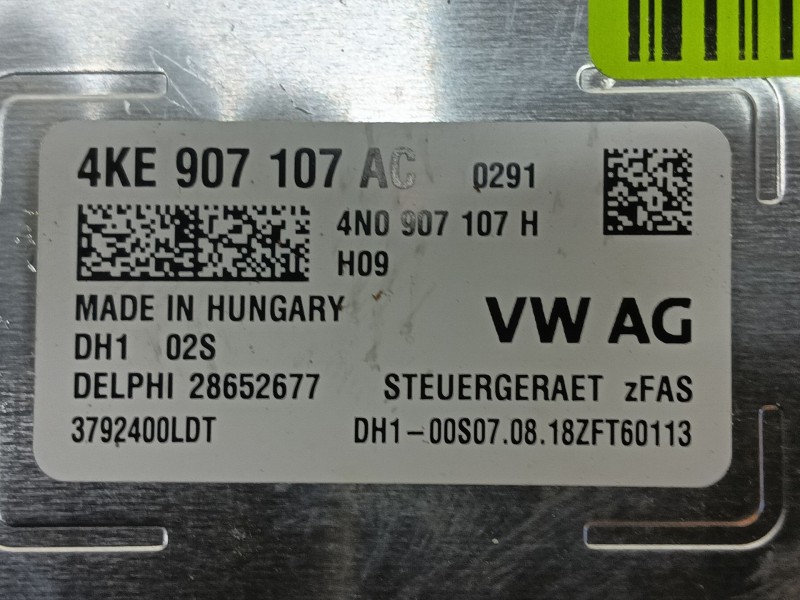 4KE 907 107 AC 0291
4N0 907 107 H
H09
MADE IN HUNGARY
VW AG
DH1 02S
DELPHI 28652677 STEUERGERAET zFAS
3792400LDT DH1-00S07.08.18ZFT60113